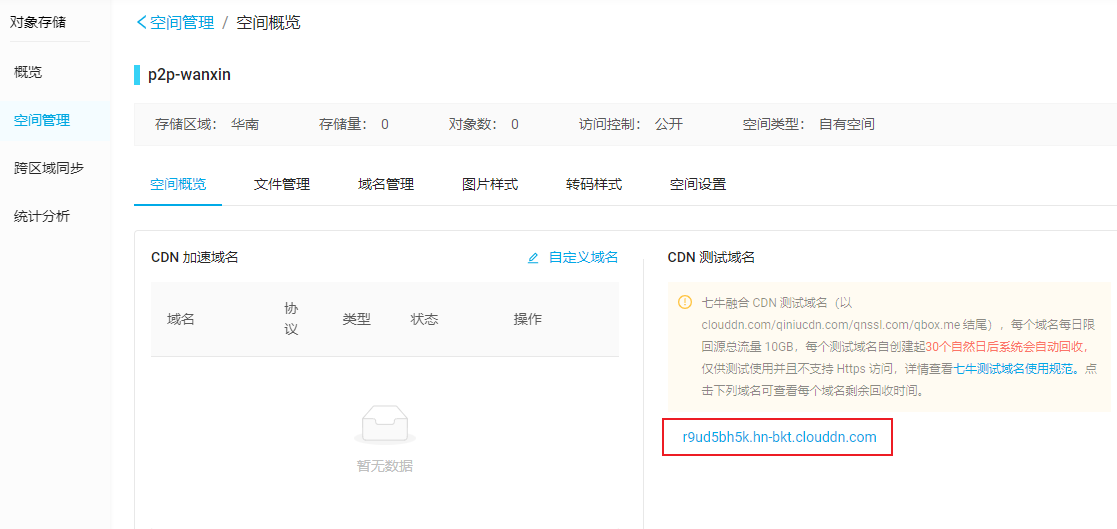 对象存储
概览
空间管理
跨区域同步
统计分析
空间管理 / 空间概览
p2p-wanxin
存储区域： 华南 存储量： 0 对象数： 0 访问控制： 公开 空间类型： 自有空间
空间概览 文件管理 域名管理 图片样式 转码样式 空间设置
CDN 加速域名 自定义域名
域名 协议 类型 状态 操作
暂无数据
CDN 测试域名
七牛融合 CDN 测试域名（以
clouddn.com/qiniucdn.com/qnssl.com/qbox.me 结尾），每个域名每日限
回源总流量 10GB，每个测试域名自创建起30个自然日后系统会自动回收，
仅供测试使用并且不支持 Https 访问，详情查看七牛测试域名使用规范。点
击下列域名可查看每个域名剩余回收时间。
r9ud5bh5k.hn-bkt.clouddn.com